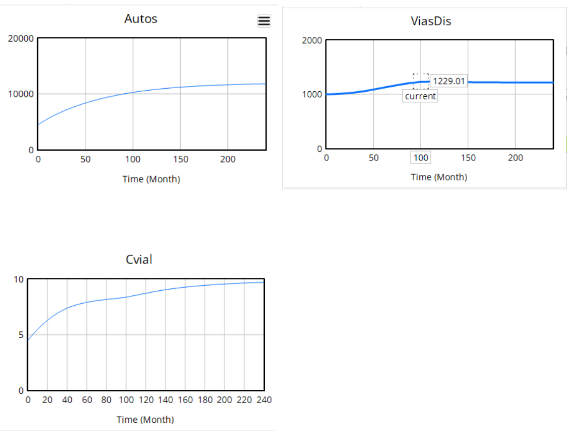 Autos
20000
10000
0
0 50 100 150 200
Time (Month)
ViasDis
2000
1229.01
current
1000
0
0 50 100 150 200
Time (Month)
Cvial
10
5
0
0 20 40 60 80 100 120 140 160 180 200 220 240
Time (Month)